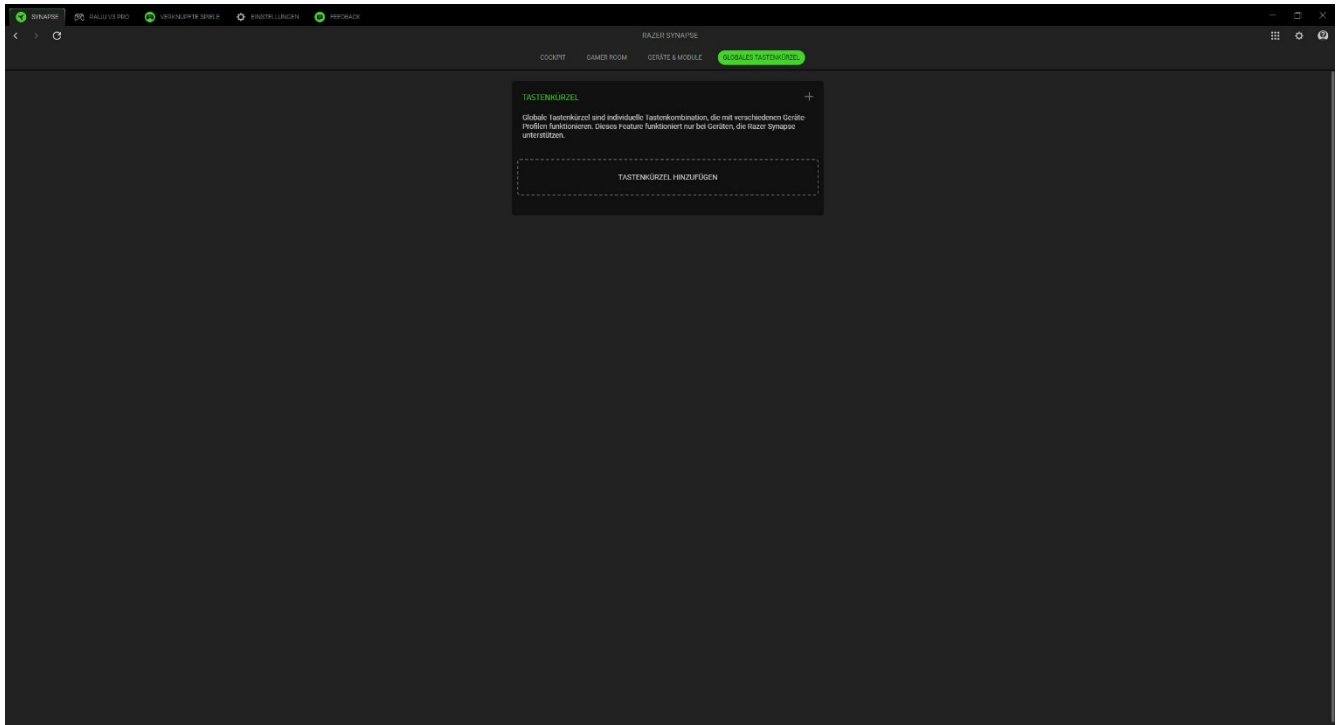 SYNAPSE
RAIJU V3 PRO
VERKNÜPFTE SPIELE
EINSTELLUNGEN
FEEDBACK
RAZER SYNAPSE
COCKPIT
GAMER ROOM
GERÄTE & MODULE
GLOBALES TASTENKÜRZEL
TASTENKÜRZEL
Globale Tastenkürzel sind individuelle Tastenkombination, die mit verschiedenen Geräte-
Profilen funktionieren. Dieses Feature funktioniert nur bei Geräten, die Razer Synapse
unterstützen.
TASTENKÜRZEL HINZUFÜGEN